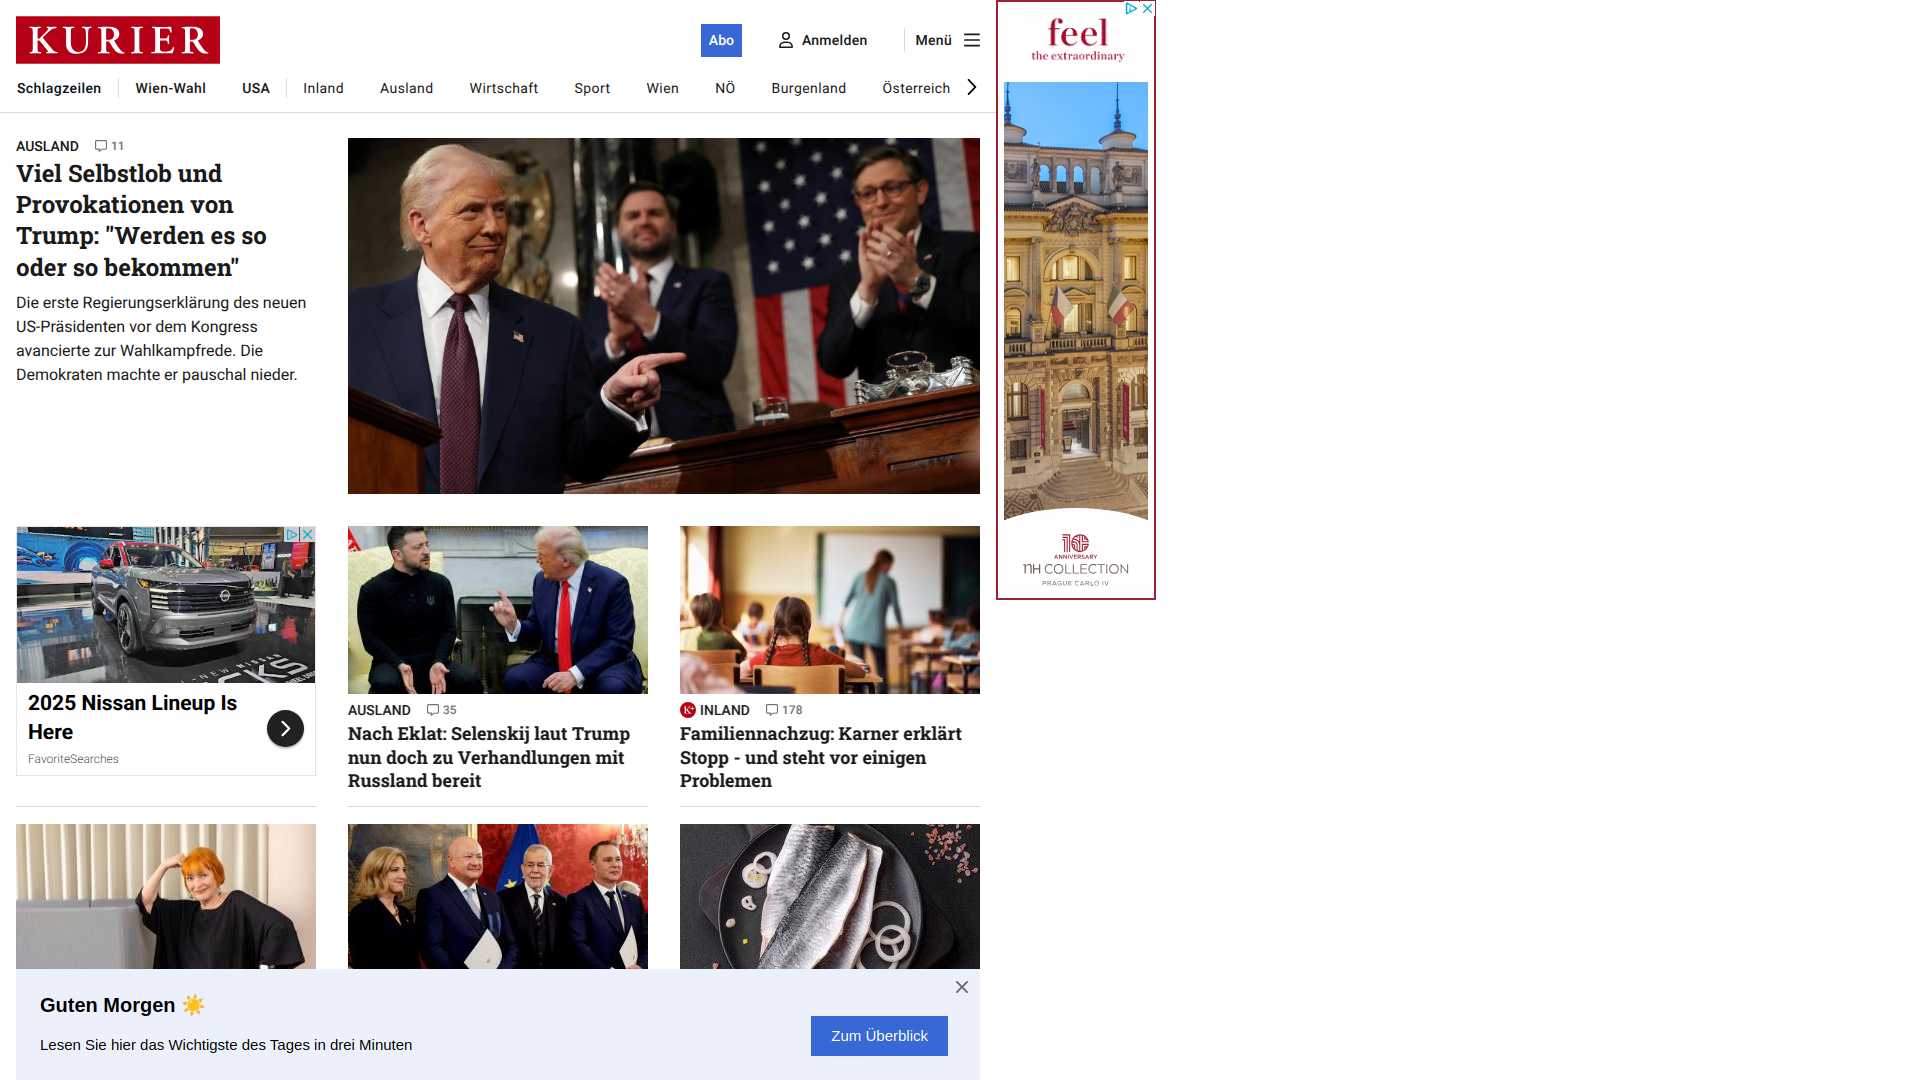 KURIER
Abo
Anmelden
Menü
Schlagzeilen
Wien-Wahl
USA
Inland
Ausland
Wirtschaft
Sport
Wien
NÖ
Burgenland
Österreich
AUSLAND
11
Viel Selbstlob und
Provokationen von
Trump: "Werden es so
oder so bekommen"
Die erste Regierungserklärung des neuen
US-Präsidenten vor dem Kongress
avancierte zur Wahlkampfrede. Die
Demokraten machte er pauschal nieder.
2025 Nissan Lineup Is
Here
FavoriteSearches
AUSLAND
35
Nach Eklat: Selenskij laut Trump
nun doch zu Verhandlungen mit
Russland bereit
K+ INLAND
178
Familiennachzug: Karner erklärt
Stopp - und steht vor einigen
Problemen
Guten Morgen ☀️
Lesen Sie hier das Wichtigste des Tages in drei Minuten
Zum Überblick
feel
the extraordinary
10
ANNIVERSARY
NH COLLECTION
PRAGUE CARLO IV